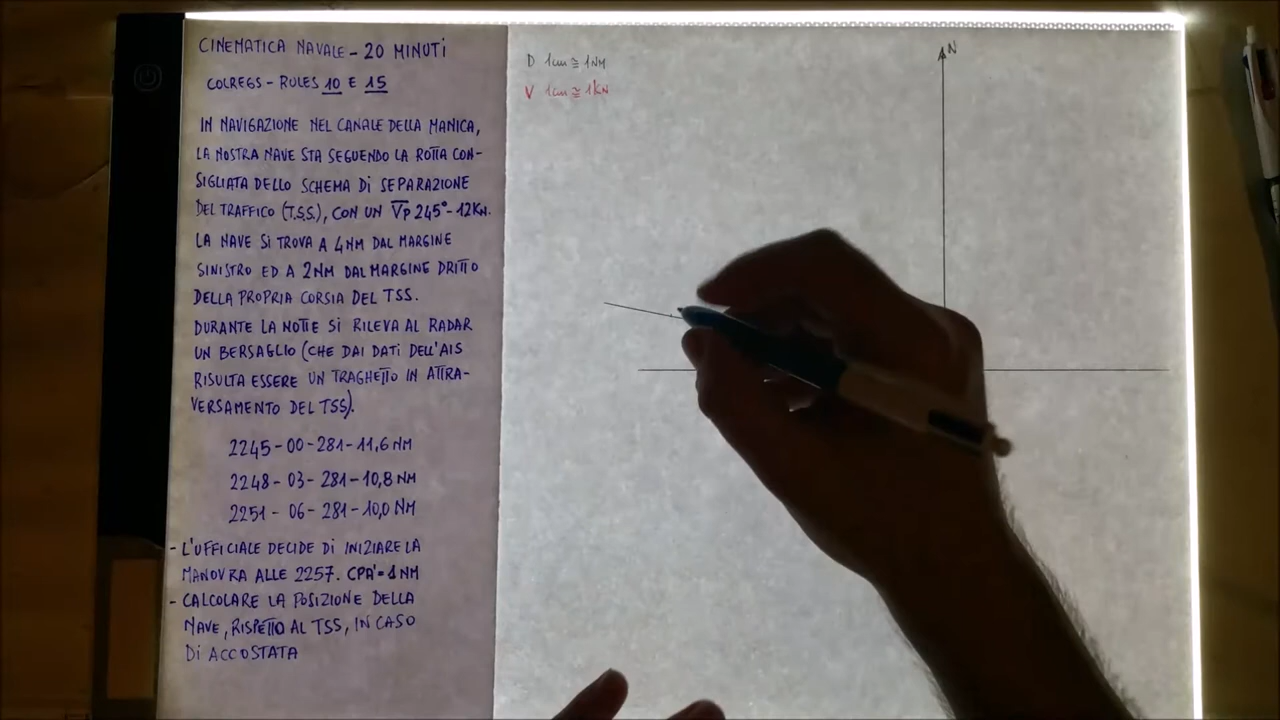 CINEMATICA NAVALE - 20 MINUTI
COLREGS - RULES 10 E 15
IN NAVIGAZIONE NEL CANALE DELLA MANICA,
LA NOSTRA NAVE STA SEGUENDO LA ROTTA CON-
SIGLIATA DELLO SCHEMA DI SEPARAZIONE
DEL TRAFFICO (T.S.S.), CON UN Vp 245° - 12KN.
LA NAVE SI TROVA A 4NM DAL MARGINE
SINISTRO ED A 2NM DAL MARGINE DRITTO
DELLA PROPRIA CORSIA DEL TSS.
DURANTE LA NOTTE SI RILEVA AL RADAR
UN BERSAGLIO (CHE DAI DATI DELL'AIS
RISULTA ESSERE UN TRAGHETTO IN ATTRA-
VERSAMENTO DEL TSS).
2245 - 00 - 281 - 11,6 NM
2248 - 03 - 281 - 10,8 NM
2251 - 06 - 281 - 10,0 NM
- L'UFFICIALE DECIDE DI INIZIARE LA
MANOVRA ALLE 2257. CPA' = 1 NM
- CALCOLARE LA POSIZIONE DELLA
NAVE, RISPETTO AL TSS, IN CASO
DI ACCOSTATA
D 1cm ≅ 1NM
V 1cm ≅ 1KN
N